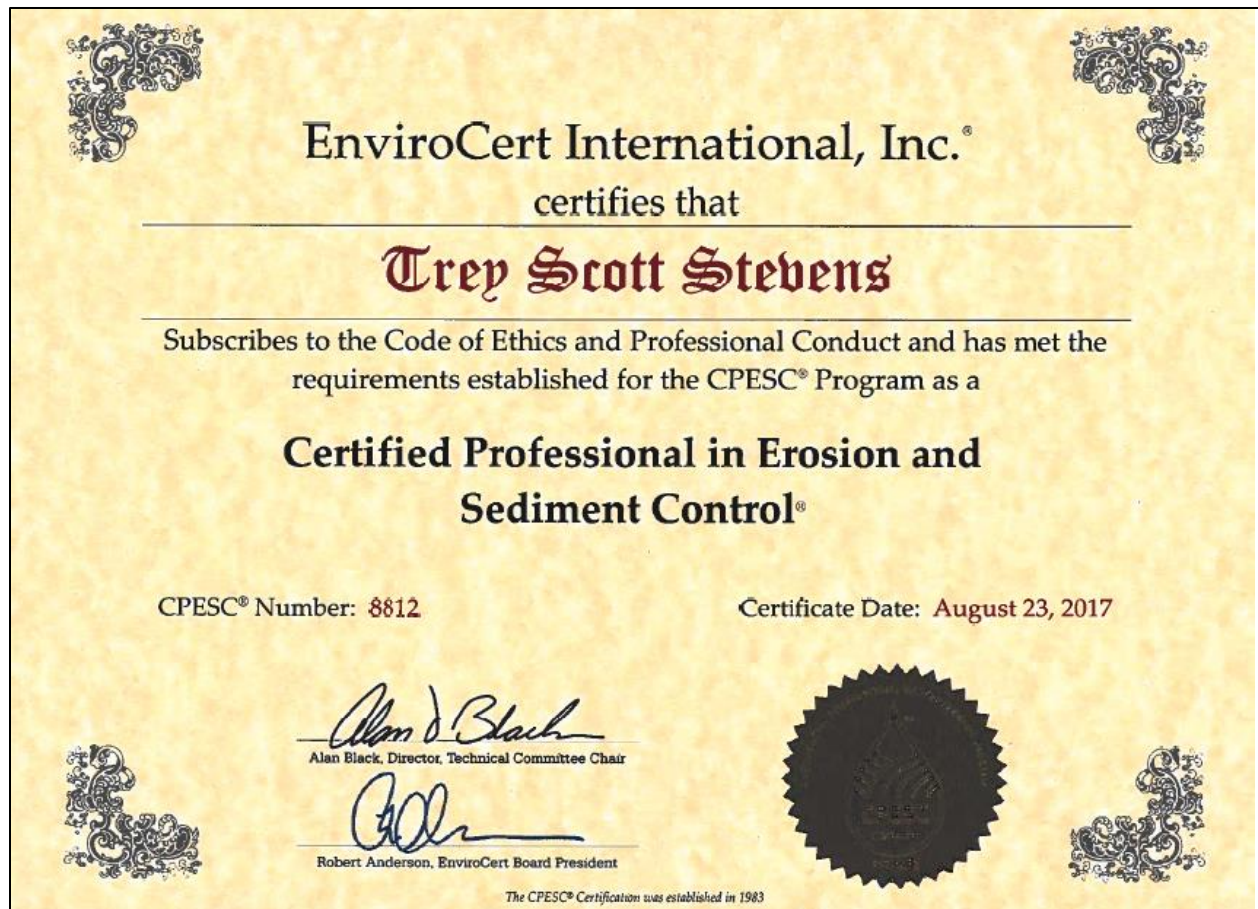 EnviroCert International, Inc.®
certifies that
Trey Scott Stevens
Subscribes to the Code of Ethics and Professional Conduct and has met the
requirements established for the CPESC® Program as a
Certified Professional in Erosion and
Sediment Control®
CPESC® Number: 8812
Certificate Date: August 23, 2017
Alan D Black
Alan Black, Director, Technical Committee Chair
Robert Anderson, EnviroCert Board President
The CPESC® Certification was established in 1983